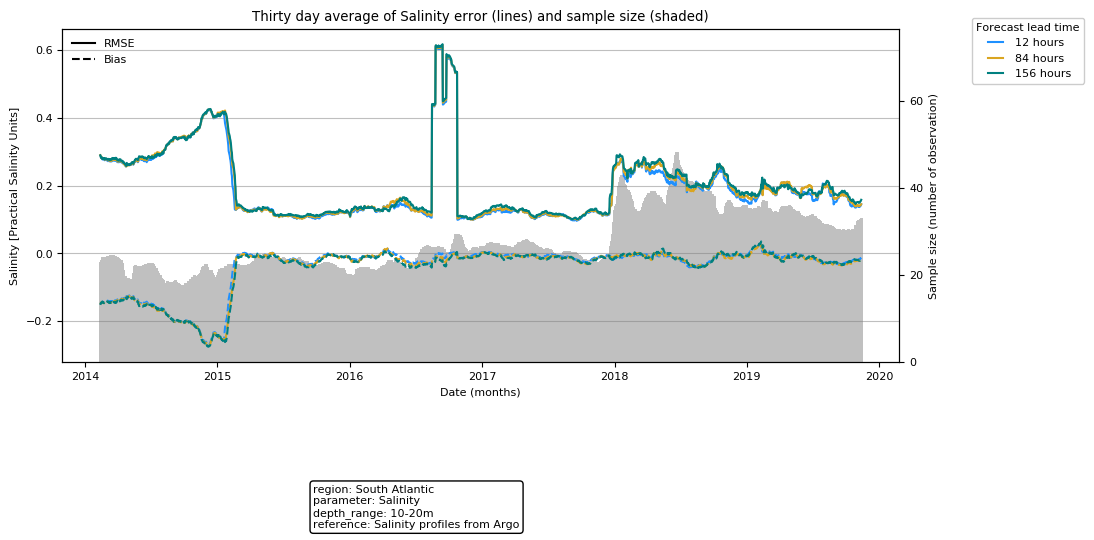 Thirty day average of Salinity error (lines) and sample size (shaded)
Forecast lead time
12 hours
84 hours
156 hours
RMSE
Bias
Salinity [Practical Salinity Units]
0.6
0.4
0.2
0.0
−0.2
Sample size (number of observation)
60
40
20
0
2014 2015 2016 2017 2018 2019 2020
Date (months)
region: South Atlantic
parameter: Salinity
depth_range: 10-20m
reference: Salinity profiles from Argo